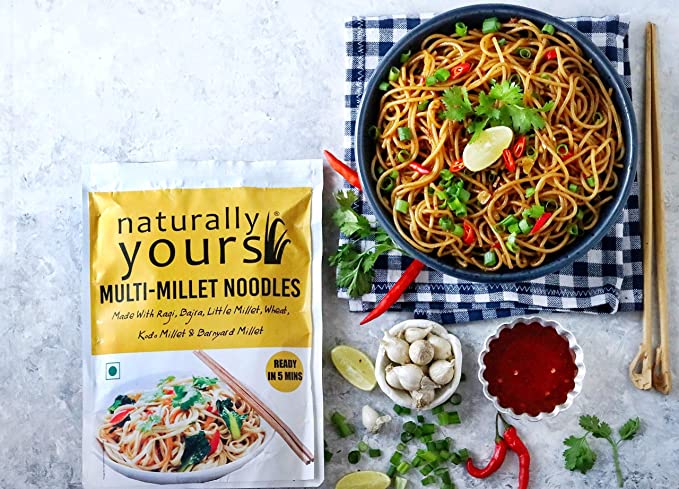 naturally
yours®
MULTI-MILLET NOODLES
Made With Ragi, Bajra, Little Millet, Wheat,
Kodo Millet & Barnyard Millet
READY
IN 5 MINS